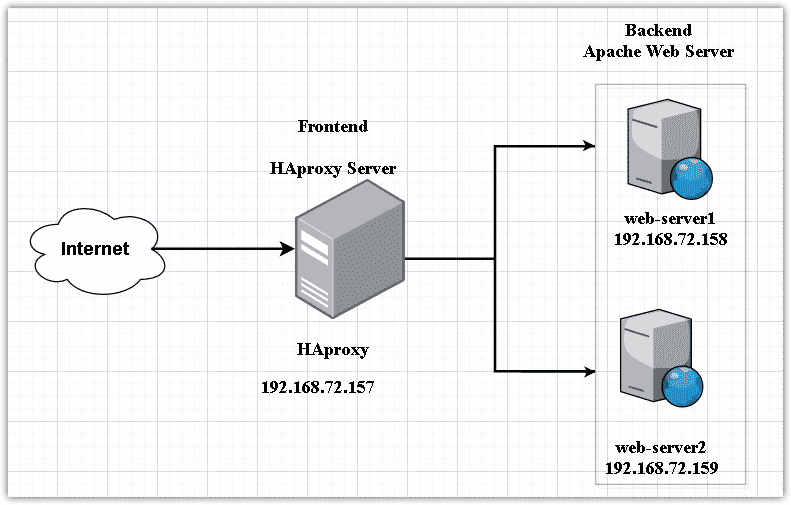 Backend
Apache Web Server
Frontend
HAproxy Server
Internet
web-server1
192.168.72.158
HAproxy
192.168.72.157
web-server2
192.168.72.159